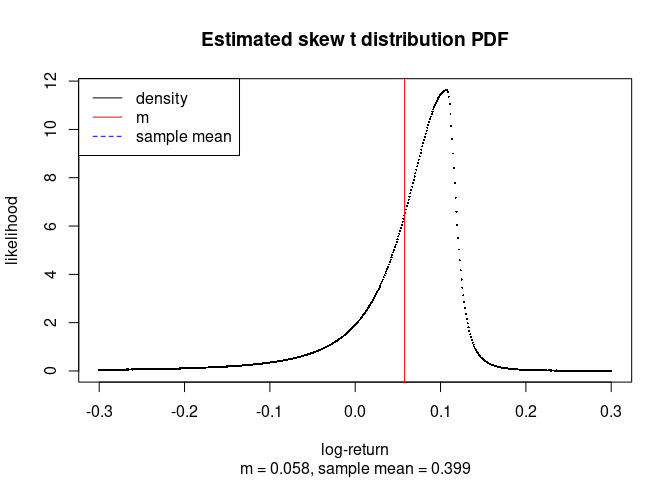 Estimated skew t distribution PDF
density
m
sample mean
likelihood
12
10
8
6
4
2
0
-0.3 -0.2 -0.1 0.0 0.1 0.2 0.3
log-return
m = 0.058, sample mean = 0.399